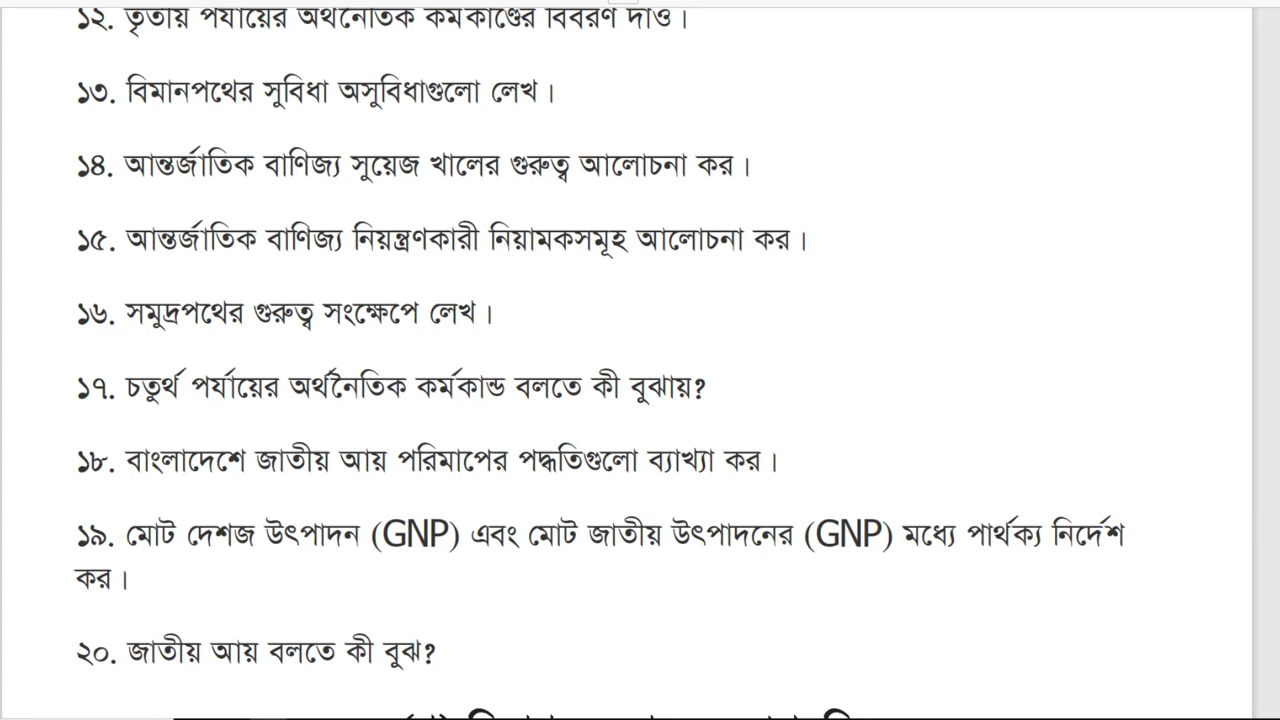 ১২. তৃতীয় পর্যায়ের অর্থনৈতিক কর্মকাণ্ডের বিবরণ দাও।
১৩. বিমানপথের সুবিধা অসুবিধাগুলো লেখ।
১৪. আন্তর্জাতিক বাণিজ্য সুয়েজ খালের গুরুত্ব আলোচনা কর।
১৫. আন্তর্জাতিক বাণিজ্য নিয়ন্ত্রণকারী নিয়ামকসমূহ আলোচনা কর।
১৬. সমুদ্রপথের গুরুত্ব সংক্ষেপে লেখ।
১৭. চতুর্থ পর্যায়ের অর্থনৈতিক কর্মকান্ড বলতে কী বুঝায়?
১৮. বাংলাদেশে জাতীয় আয় পরিমাপের পদ্ধতিগুলো ব্যাখ্যা কর।
১৯. মোট দেশজ উৎপাদন (GNP) এবং মোট জাতীয় উৎপাদনের (GNP) মধ্যে পার্থক্য নির্দেশ
কর।
২০. জাতীয় আয় বলতে কী বুঝ?